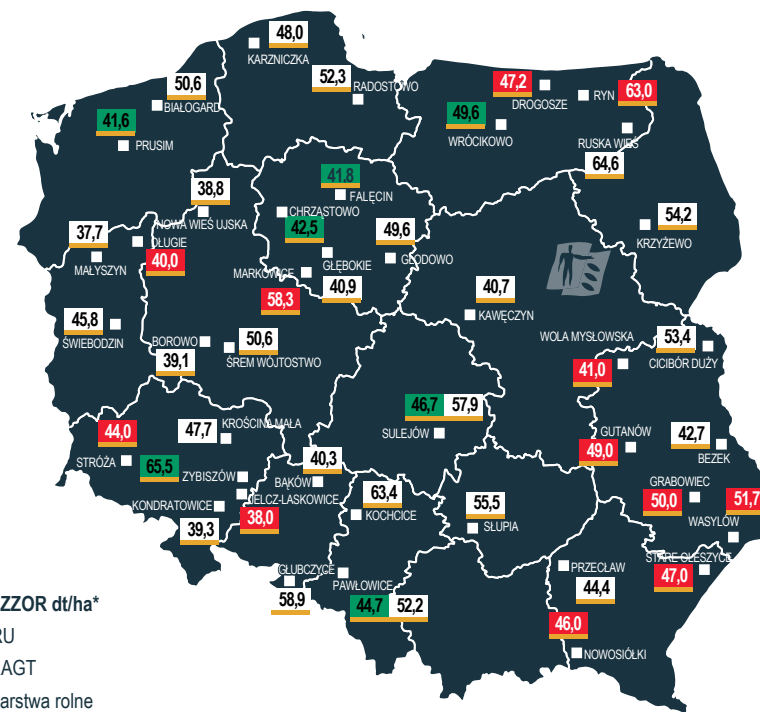 48,0
KARZNICZKA
50,6
BIAŁOGARD
52,3
RADOSTOWO
47,2
DROGOSZE
RYN
63,0
41,6
PRUSIM
49,6
WRÓCIKOWO
RUSKA WIEŚ
64,6
38,8
NOWA WIEŚ UJSKA
41,8
FALĘCIN
CHRZĄSTOWO
42,5
49,6
GŁODOWO
54,2
KRZYŻEWO
37,7
MAŁYSZYN
DŁUGIE
40,0
MARKOWICE
GŁĘBOKIE
58,3
40,9
40,7
KAWĘCZYN
45,8
ŚWIEBODZIN
BOROWO
39,1
50,6
ŚREM WÓJTOSTWO
WOLA MYSŁOWSKA
53,4
CICIBÓR DUŻY
41,0
46,7 57,9
SULEJÓW
44,0
STRÓŻA
47,7
KROŚCINA MAŁA
GUTANÓW
49,0
42,7
BEZEK
65,5
ZYBISZÓW
40,3
BĄKÓW
JELCZ-LASKOWICE
KONDRATOWICE
38,0
39,3
63,4
KOCHCICE
55,5
SŁUPIA
GRABOWIEC
50,0
51,7
WASYLÓW
STARE OLESZYCE
47,0
GŁUBCZYCE
58,9
PAWŁOWICE
44,7 52,2
PRZECŁAW
44,4
46,0
NOWOSIÓŁKI
ZZOR dt/ha*
RU
AGT
arstwa rolne